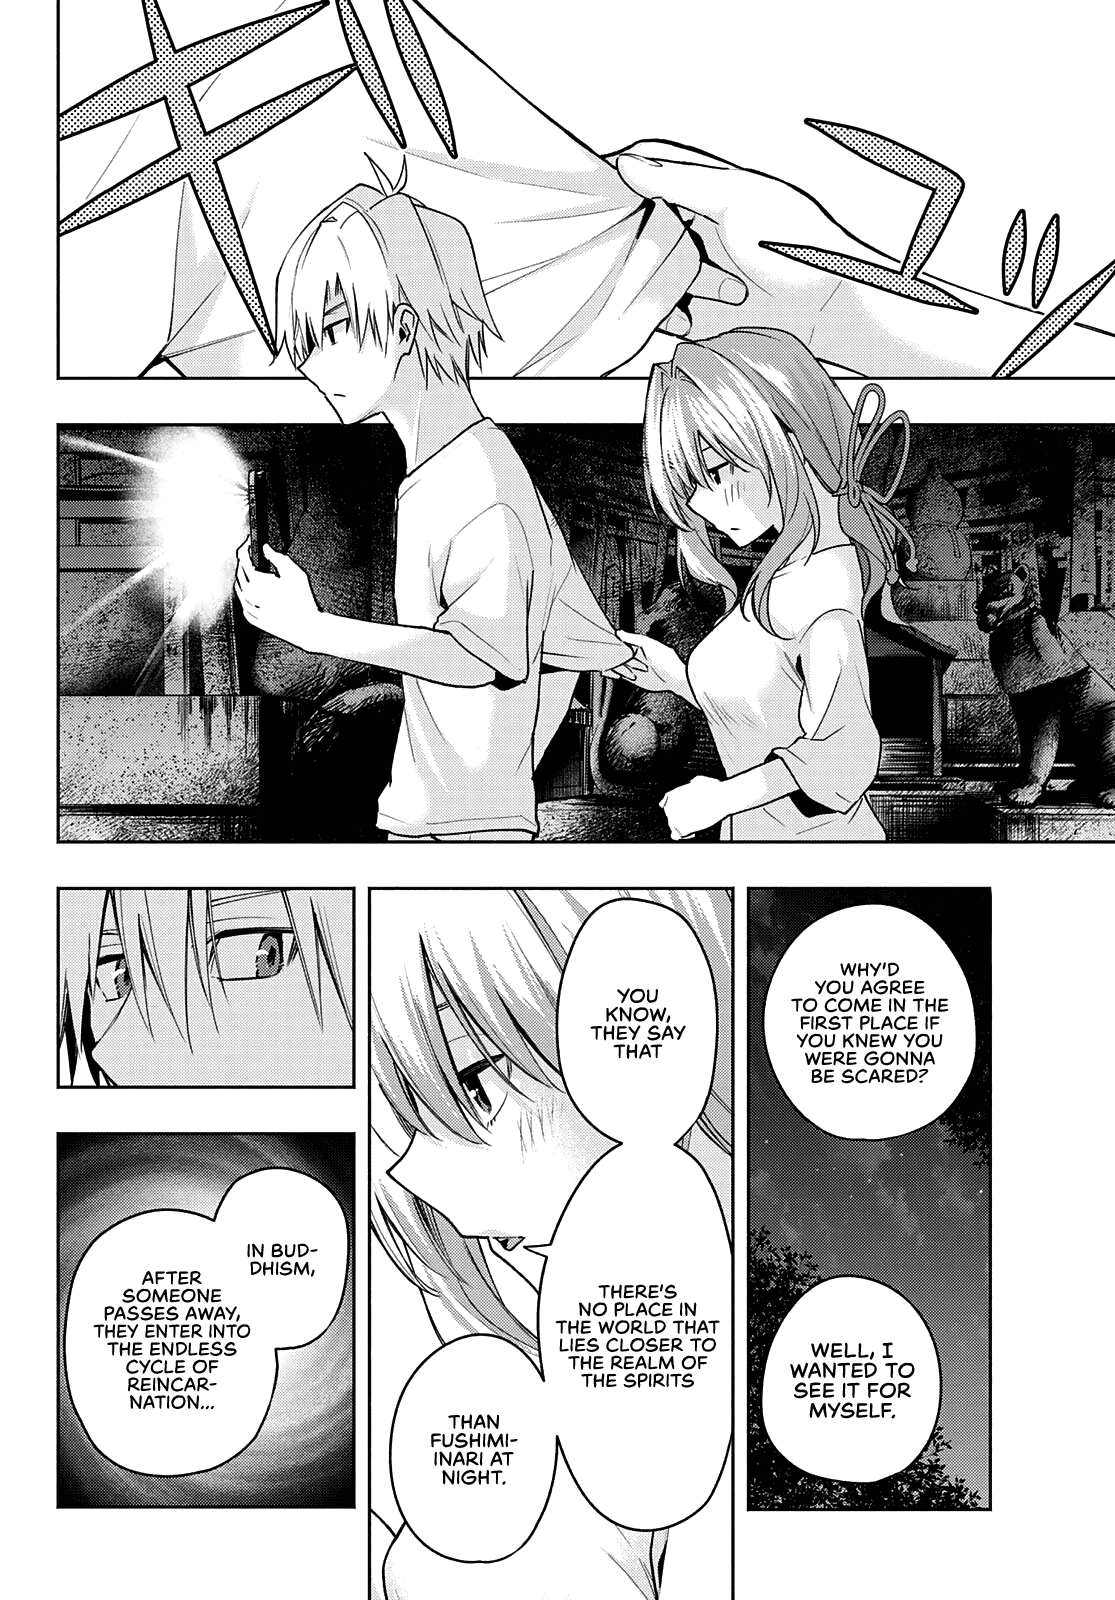 ギュ
WHY'D
YOU AGREE
TO COME IN THE
FIRST PLACE IF
YOU KNEW YOU
WERE GONNA
BE SCARED?
WELL, I
WANTED TO
SEE IT FOR
MYSELF.
YOU
KNOW,
THEY SAY
THAT
THERE'S
NO PLACE IN
THE WORLD THAT
LIES CLOSER TO
THE REALM OF
THE SPIRITS
THAN
FUSHIMI-
INARI AT
NIGHT.
IN BUD-
DHISM,
AFTER
SOMEONE
PASSES AWAY,
THEY ENTER INTO
THE ENDLESS
CYCLE OF
REINCAR-
NATION...